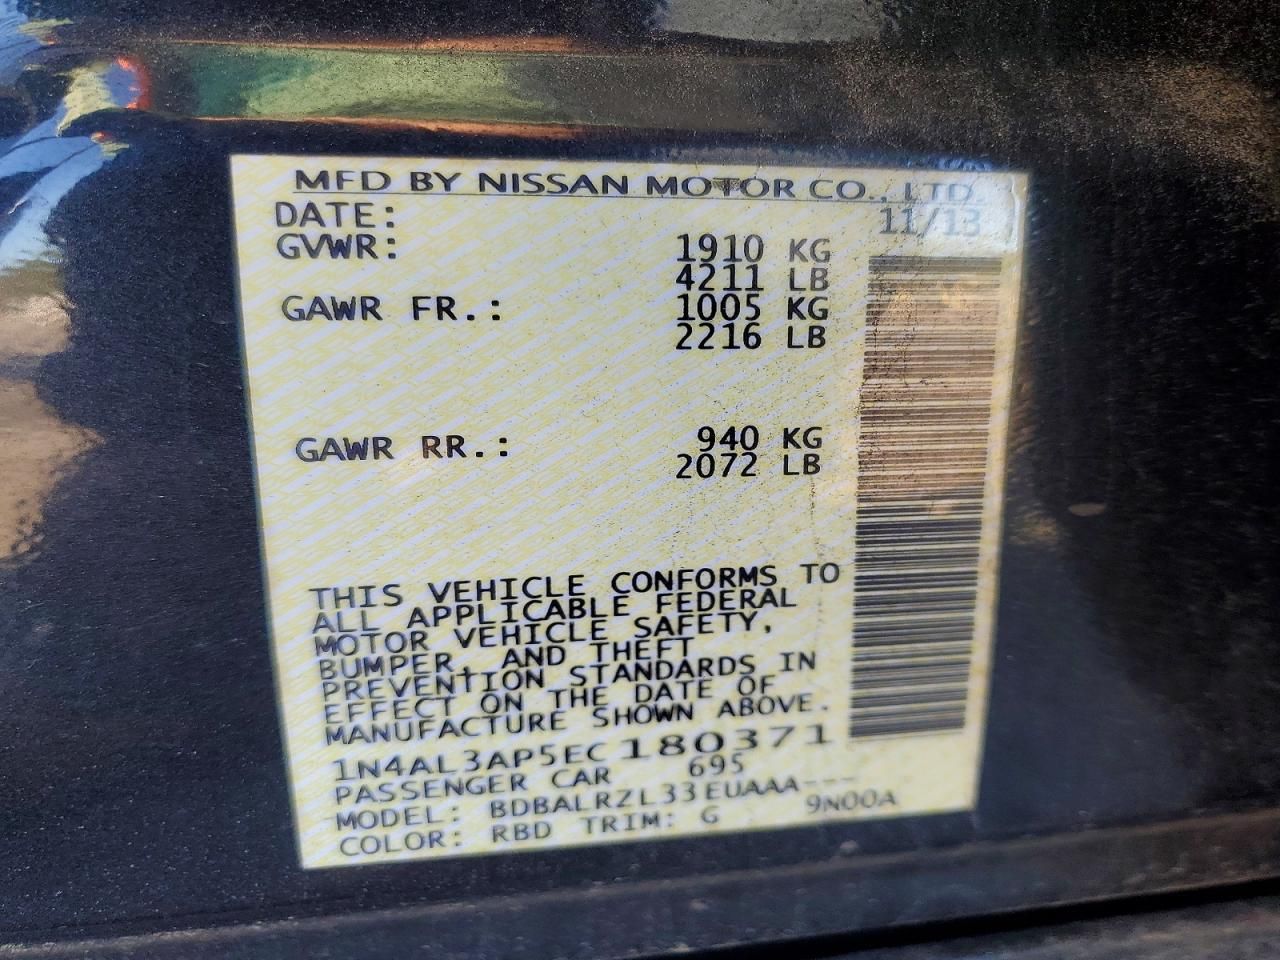 MFD BY NISSAN MOTOR CO., LTD.
DATE: 11/13
GVWR: 1910 KG
4211 LB
GAWR FR.: 1005 KG
2216 LB
GAWR RR.: 940 KG
2072 LB
THIS VEHICLE CONFORMS TO
ALL APPLICABLE FEDERAL
MOTOR VEHICLE SAFETY,
BUMPER, AND THEFT
PREVENTION STANDARDS IN
EFFECT ON THE DATE OF
MANUFACTURE SHOWN ABOVE.
1N4AL3AP5EC180371
PASSENGER CAR 695
MODEL: BDBALRZL33EUAAA---
COLOR: RBD TRIM: G 9N00A